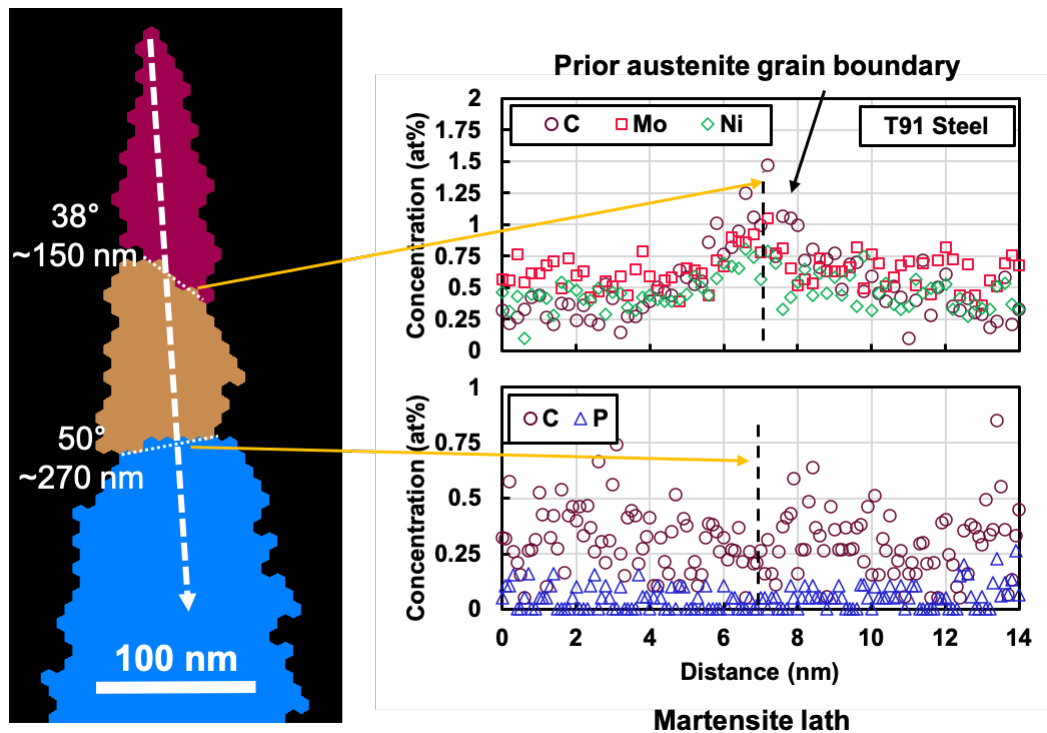 38°
~150 nm
50°
~270 nm
100 nm
Prior austenite grain boundary
C Mo Ni
T91 Steel
Concentration (at%)
2
1.75
1.5
1.25
1
0.75
0.5
0.25
0
C P
Concentration (at%)
1
0.75
0.5
0.25
0
0 2 4 6 8 10 12 14
Distance (nm)
Martensite lath